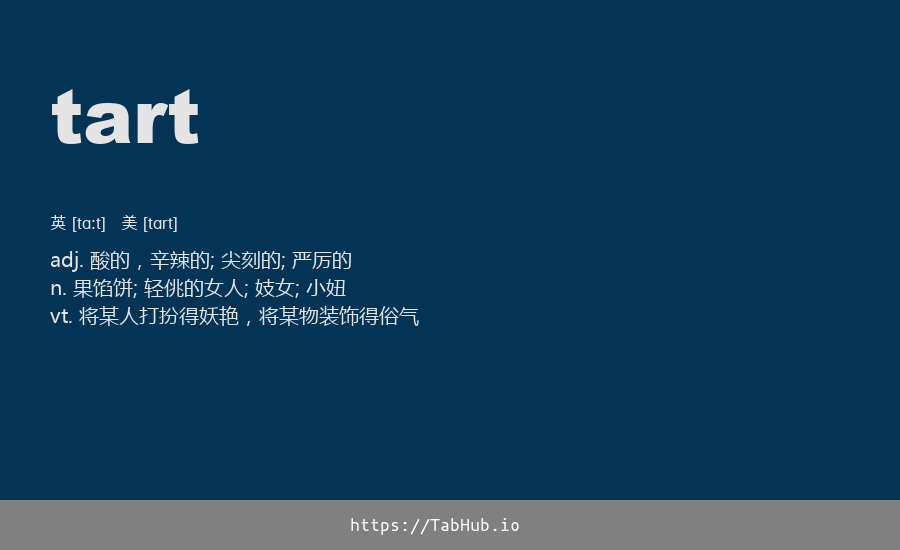 tart
英 [tɑːt] 美 [tɑrt]
adj. 酸的，辛辣的; 尖刻的; 严厉的
n. 果馅饼; 轻佻的女人; 妓女; 小妞
vt. 将某人打扮得妖艳，将某物装饰得俗气
https://TabHub.io